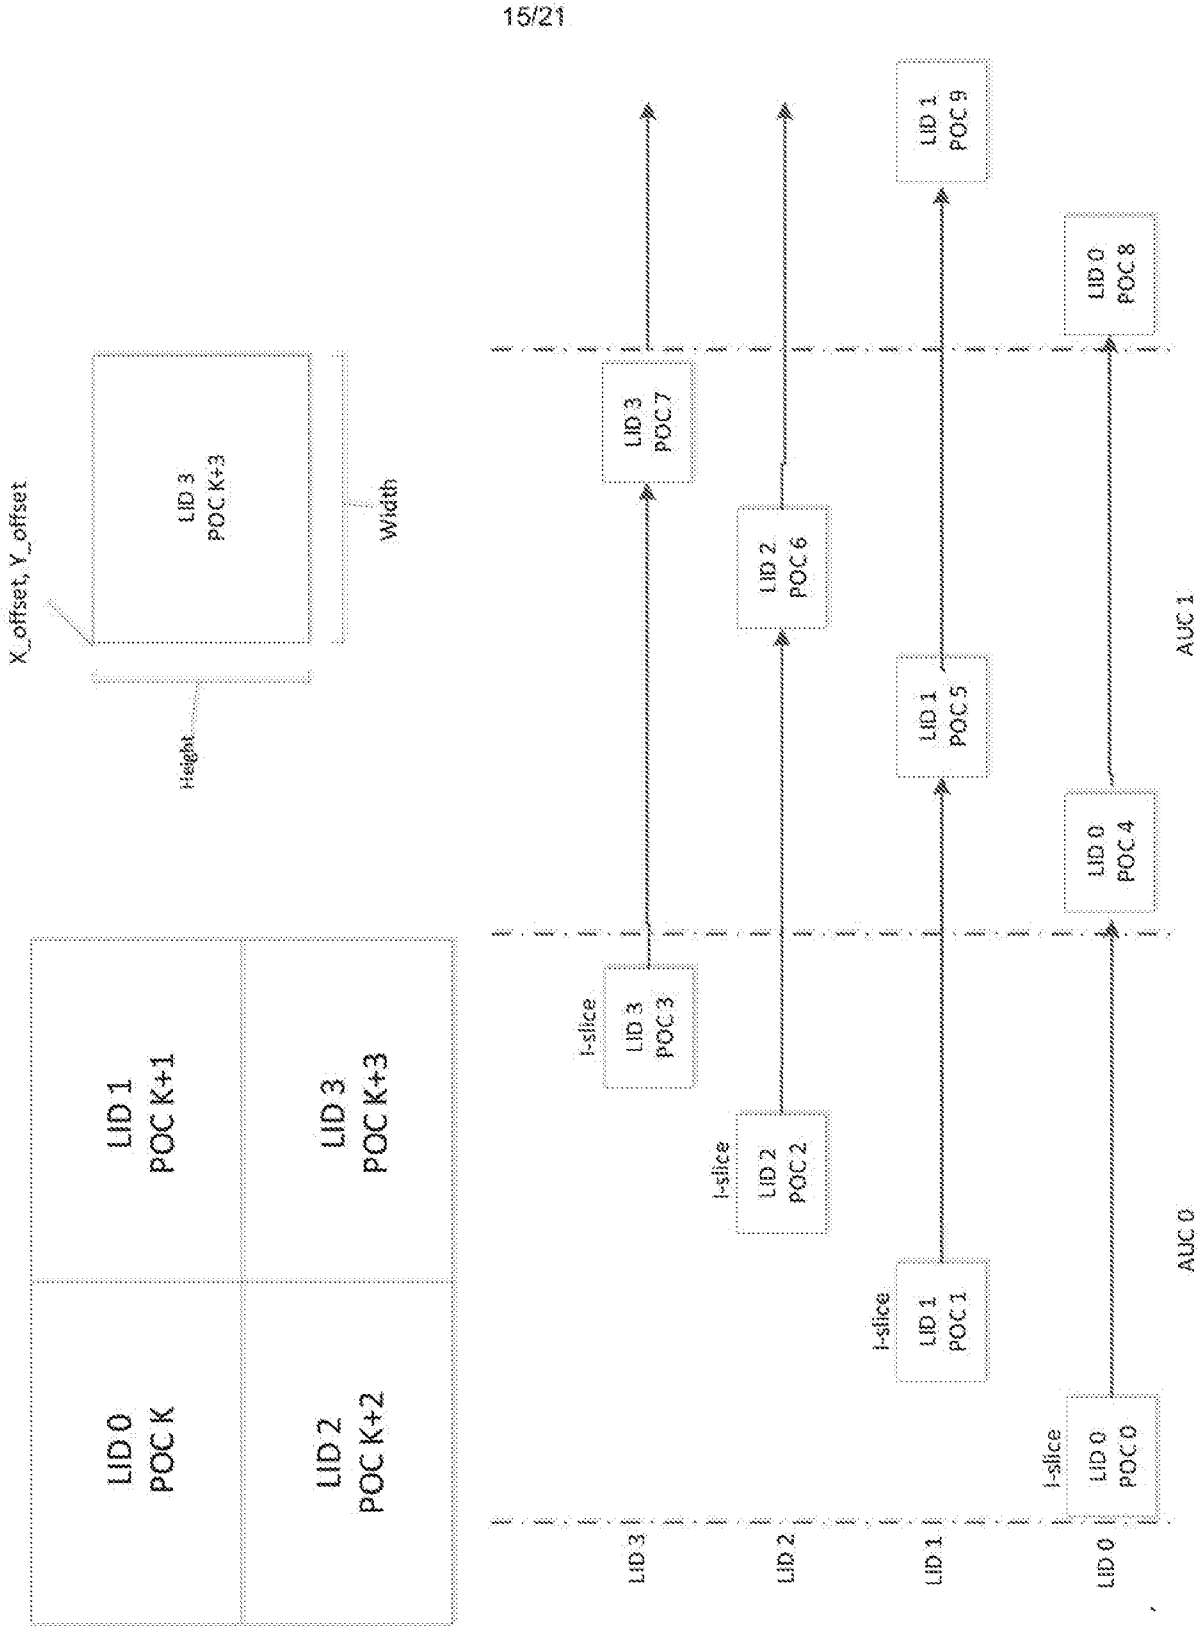 15/21
LID 0
POC K
LID 1
POC K+1
LID 2
POC K+2
LID 3
POC K+3
X_offset, Y_offset
Height
LID 3
POC K+3
Width
LID 3
I-slice
LID 3
POC 3
LID 3
POC 7
LID 2
I-slice
LID 2
POC 2
LID 2
POC 6
LID 1
I-slice
LID 1
POC 1
LID 1
POC 5
LID 1
POC 9
LID 0
I-slice
LID 0
POC 0
LID 0
POC 4
LID 0
POC 8
AUC 0
AUC 1